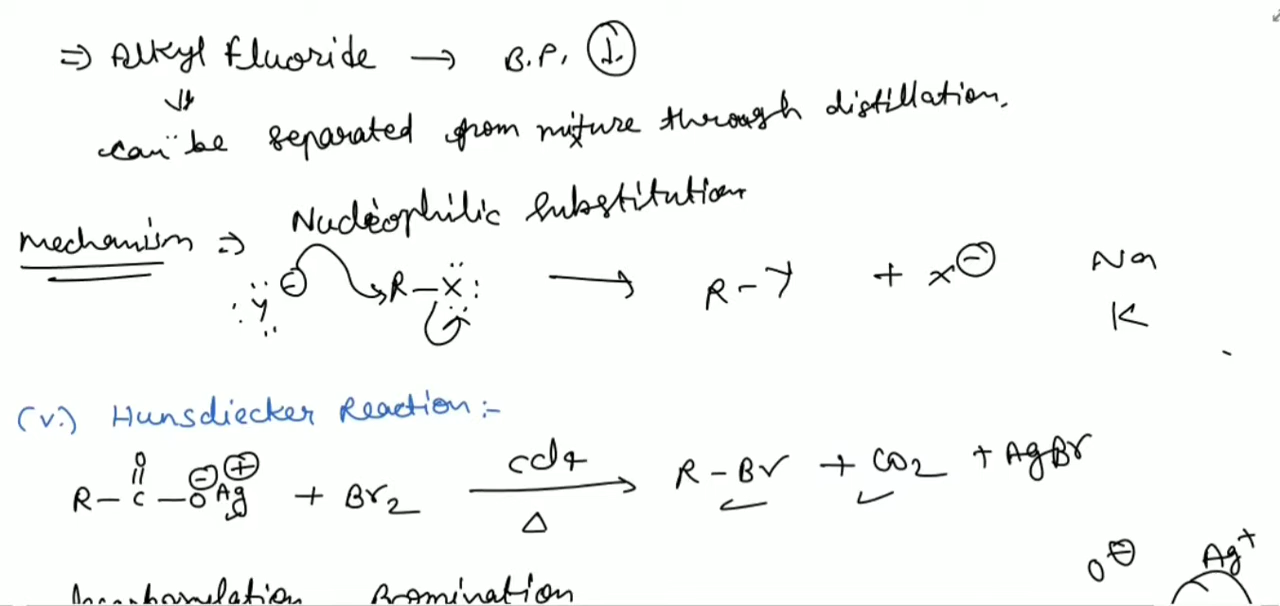 ⇒ Alkyl fluoride → B.P. ↓
can be separated from mixture through distillation.
Mechanism ⇒ Nucleophilic substitution
:Ÿ:⊖ R–Ẍ: → R–Y + X⊖ Na
K
(v.) Hunsdiecker Reaction :-
O
R–C–O⊖Ag⊕ + Br2 CCl4 → Δ R–Br + CO2 + AgBr
O⊖ Ag+
Bromination